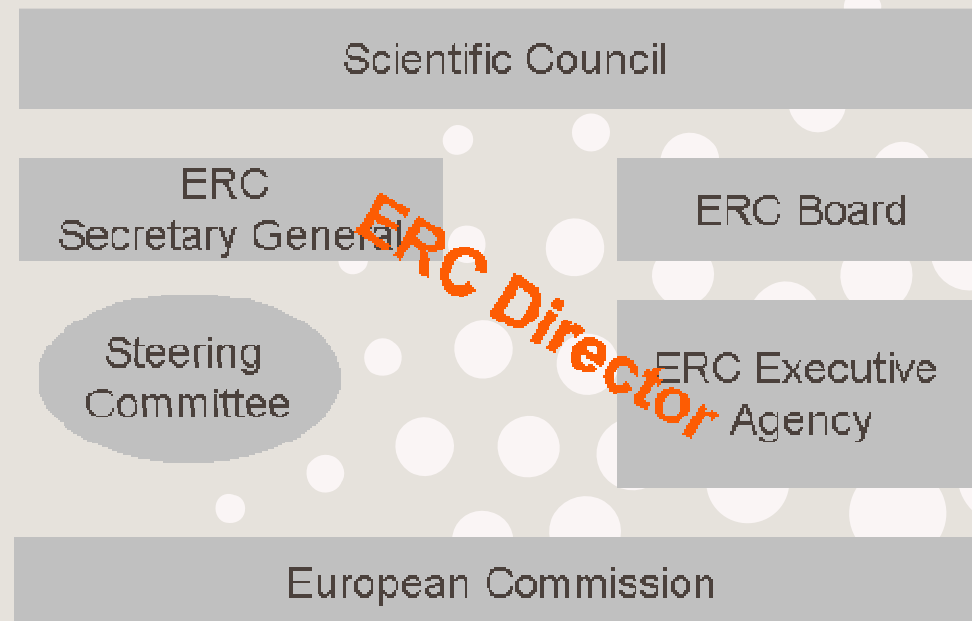 Scientific Council
ERC
Secretary General
ERC Board
ERC Director
Steering
Committee
ERC Executive
Agency
European Commission